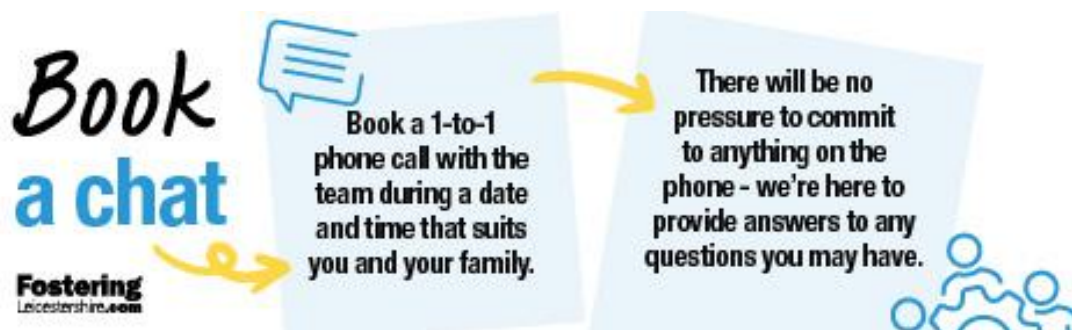 Book
a chat
Fostering
Leicestershire.com
Book a 1-to-1
phone call with the
team during a date
and time that suits
you and your family.
There will be no
pressure to commit
to anything on the
phone - we're here to
provide answers to any
questions you may have.